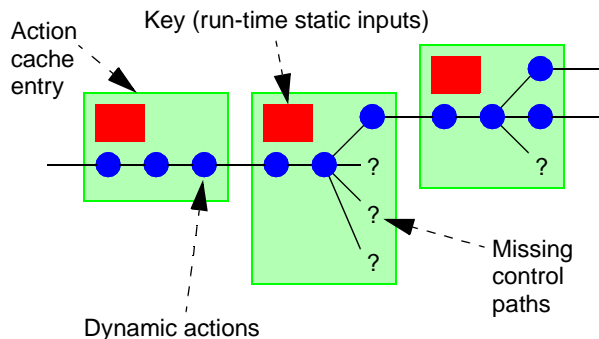 Action
cache
entry
Key (run-time static inputs)
?
?
?
?
Missing
control
paths
Dynamic actions